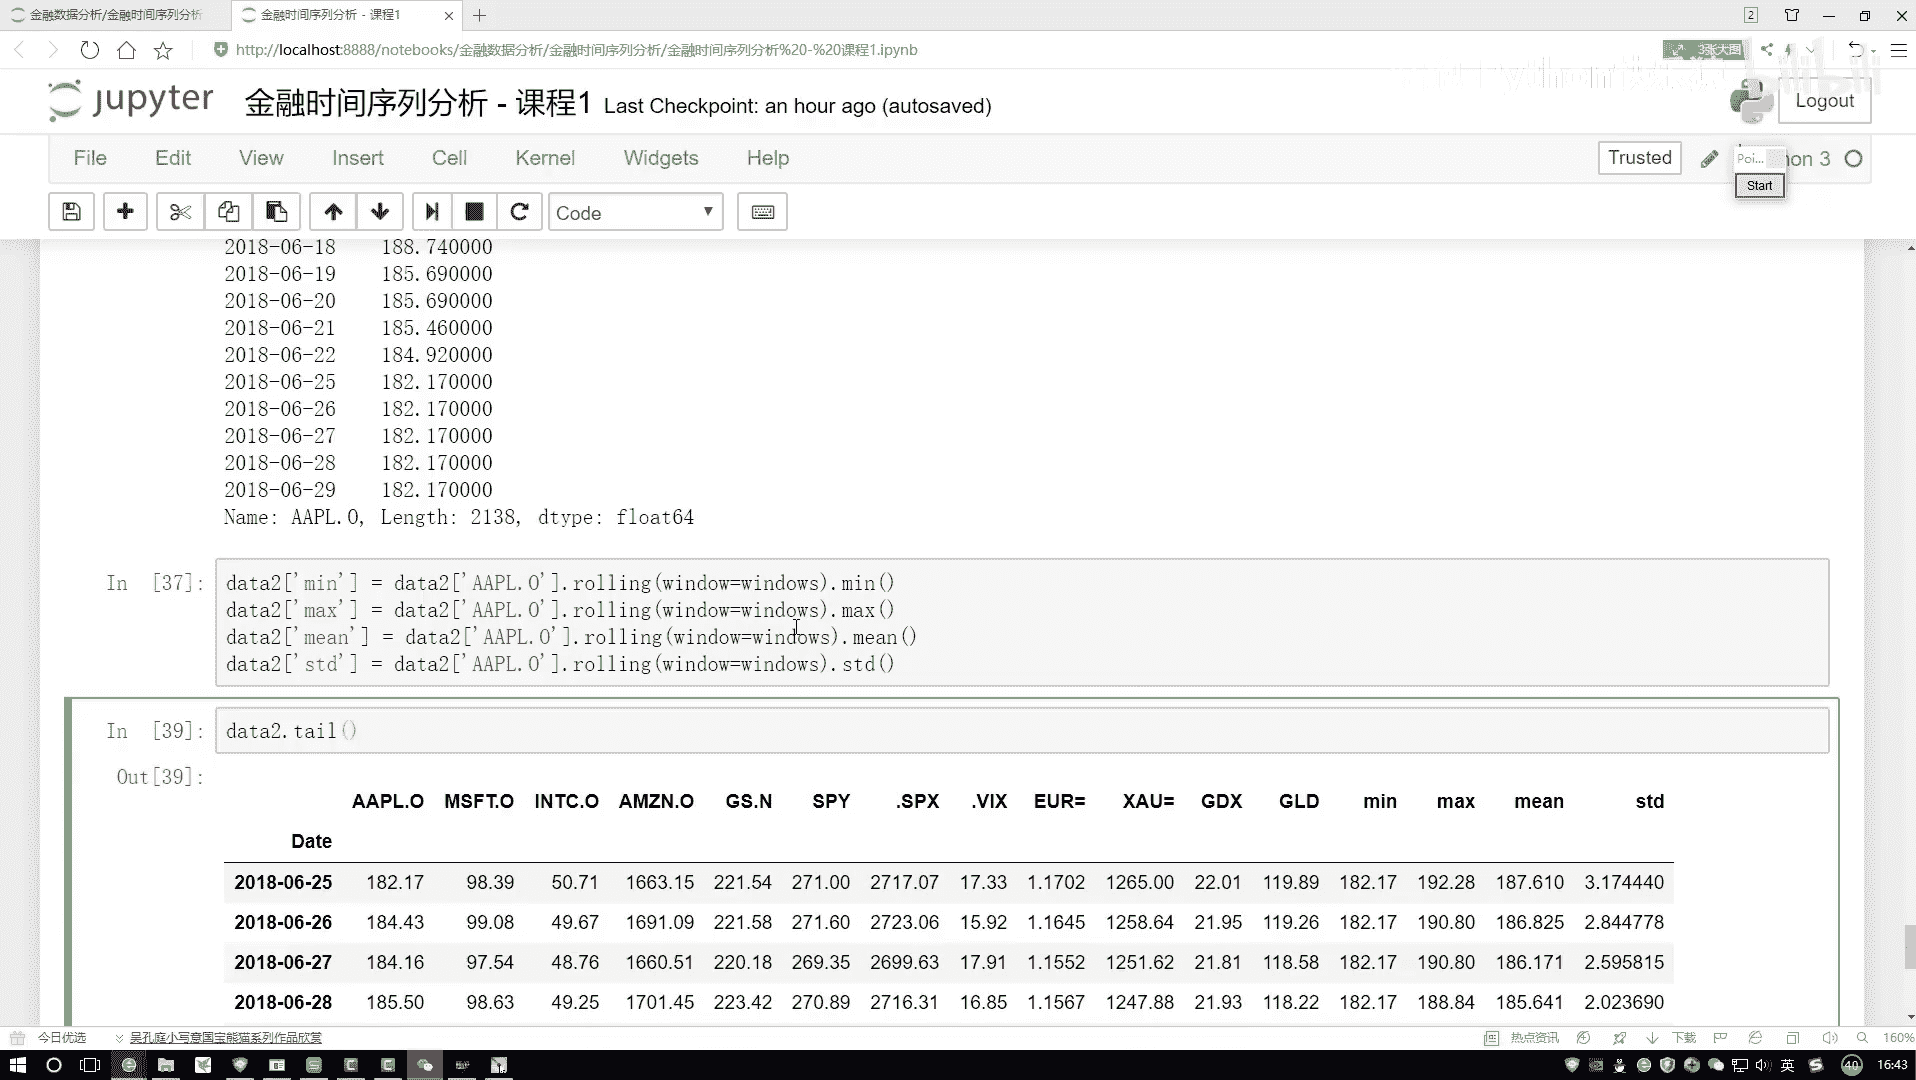 金融数据分析/金融时间序列分析
金融时间序列分析 - 课程1
2
http://localhost:8888/notebooks/金融数据分析/金融时间序列分析/金融时间序列分析%20-%20课程1.ipynb
3张大图
bilibili
jupyter
金融时间序列分析 - 课程1 Last Checkpoint: an hour ago (autosaved)
Logout
File Edit View Insert Cell Kernel Widgets Help
Trusted
Poi...
Start
3
Code
2018-06-18 188.740000
2018-06-19 185.690000
2018-06-20 185.690000
2018-06-21 185.460000
2018-06-22 184.920000
2018-06-25 182.170000
2018-06-26 182.170000
2018-06-27 182.170000
2018-06-28 182.170000
2018-06-29 182.170000
Name: AAPL.O, Length: 2138, dtype: float64
In [37]: data2['min'] = data2['AAPL.O'].rolling(window=windows).min()
data2['max'] = data2['AAPL.O'].rolling(window=windows).max()
data2['mean'] = data2['AAPL.O'].rolling(window=windows).mean()
data2['std'] = data2['AAPL.O'].rolling(window=windows).std()
In [39]: data2.tail()
Out[39]:
AAPL.O MSFT.O INTC.O AMZN.O GS.N SPY .SPX .VIX EUR= XAU= GDX GLD min max mean std
Date
2018-06-25 182.17 98.39 50.71 1663.15 221.54 271.00 2717.07 17.33 1.1702 1265.00 22.01 119.89 182.17 192.28 187.610 3.174440
2018-06-26 184.43 99.08 49.67 1691.09 221.58 271.60 2723.06 15.92 1.1645 1258.64 21.95 119.26 182.17 190.80 186.825 2.844778
2018-06-27 184.16 97.54 48.76 1660.51 220.18 269.35 2699.63 17.91 1.1552 1251.62 21.81 118.58 182.17 190.80 186.171 2.595815
2018-06-28 185.50 98.63 49.25 1701.45 223.42 270.89 2716.31 16.85 1.1567 1247.88 21.93 118.22 182.17 188.84 185.641 2.023690
今日优选
吴孔庭小写意国宝熊猫系列作品欣赏
热点资讯
下载
160%
英
40
16:43